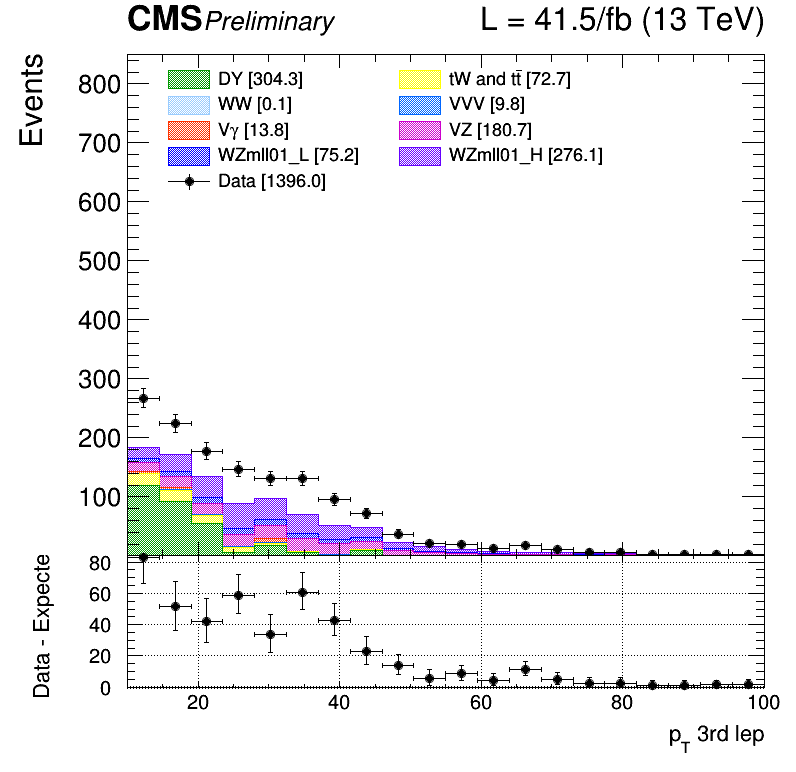 CMS Preliminary L = 41.5/fb (13 TeV)
Events
800
700
600
500
400
300
200
100
DY [304.3] tW and tt̄ [72.7]
WW [0.1] VVV [9.8]
Vγ [13.8] VZ [180.7]
WZmll01_L [75.2] WZmll01_H [276.1]
Data [1396.0]
Data - Expecte
80
60
40
20
0
20 40 60 80 100
p_T 3rd lep